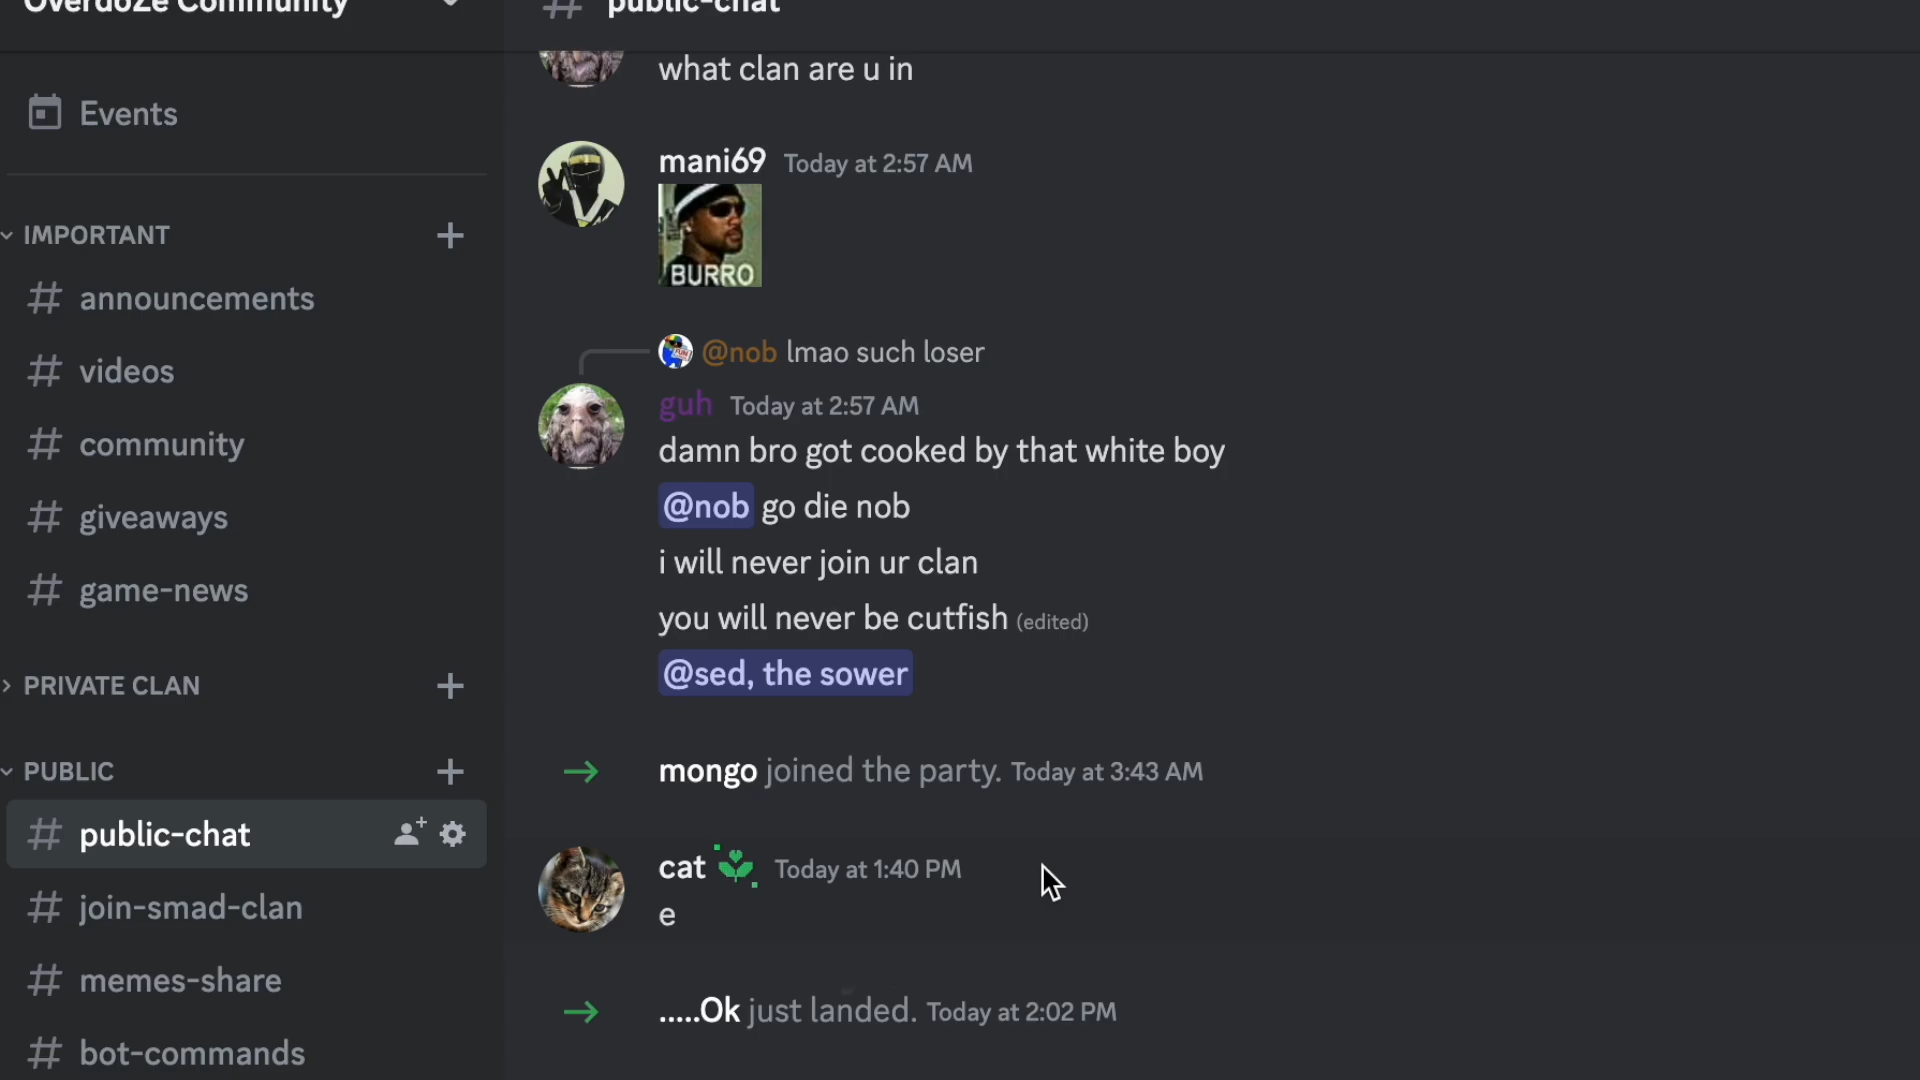 Overdoze Community
public-chat
Events
IMPORTANT
announcements
videos
community
giveaways
game-news
PRIVATE CLAN
PUBLIC
public-chat
join-smad-clan
memes-share
bot-commands
what clan are u in
mani69 Today at 2:57 AM
BURRO
@nob lmao such loser
guh Today at 2:57 AM
damn bro got cooked by that white boy
@nob go die nob
i will never join ur clan
you will never be cutfish (edited)
@sed, the sower
mongo joined the party. Today at 3:43 AM
cat Today at 1:40 PM
e
.....Ok just landed. Today at 2:02 PM